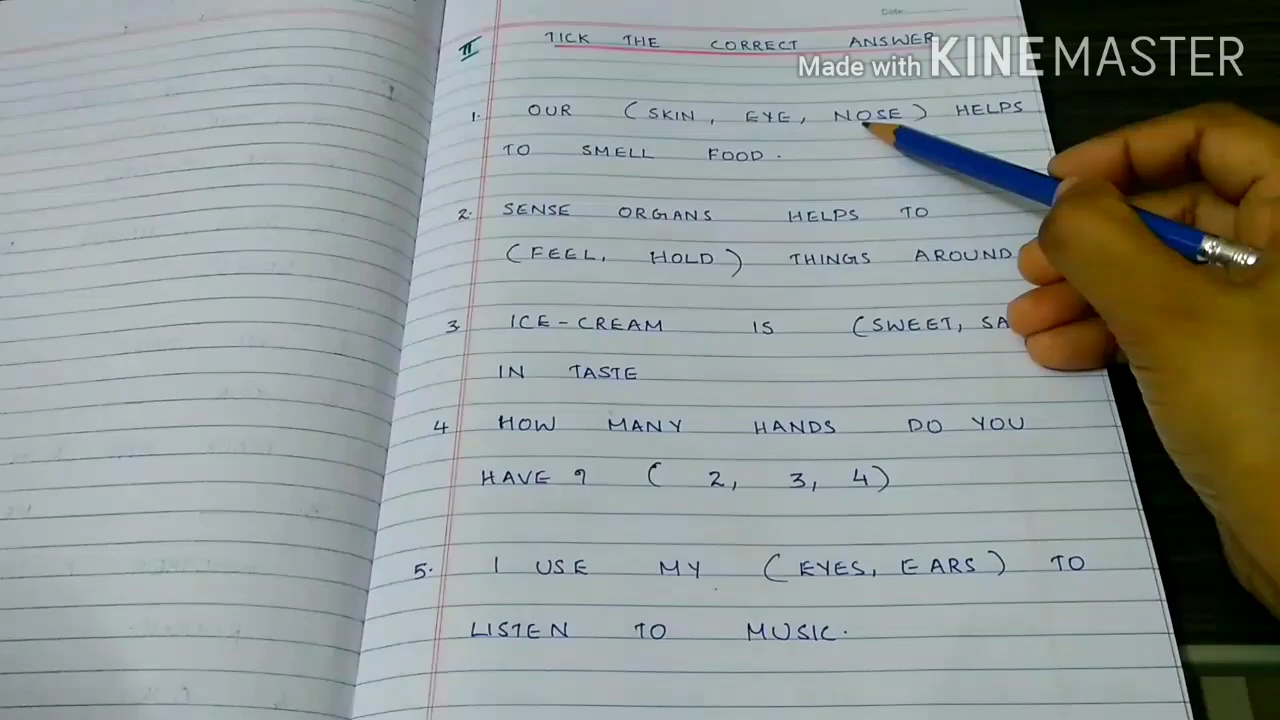 Date
II TICK THE CORRECT ANSWER
Made with KINEMASTER
1. OUR (SKIN, EYE, NOSE) HELPS
TO SMELL FOOD.
2. SENSE ORGANS HELPS TO
(FEEL, HOLD) THINGS AROUND
3 ICE-CREAM IS (SWEET, SA
IN TASTE
4 HOW MANY HANDS DO YOU
HAVE ? ( 2, 3, 4)
5. I USE MY (EYES, EARS) TO
LISTEN TO MUSIC.